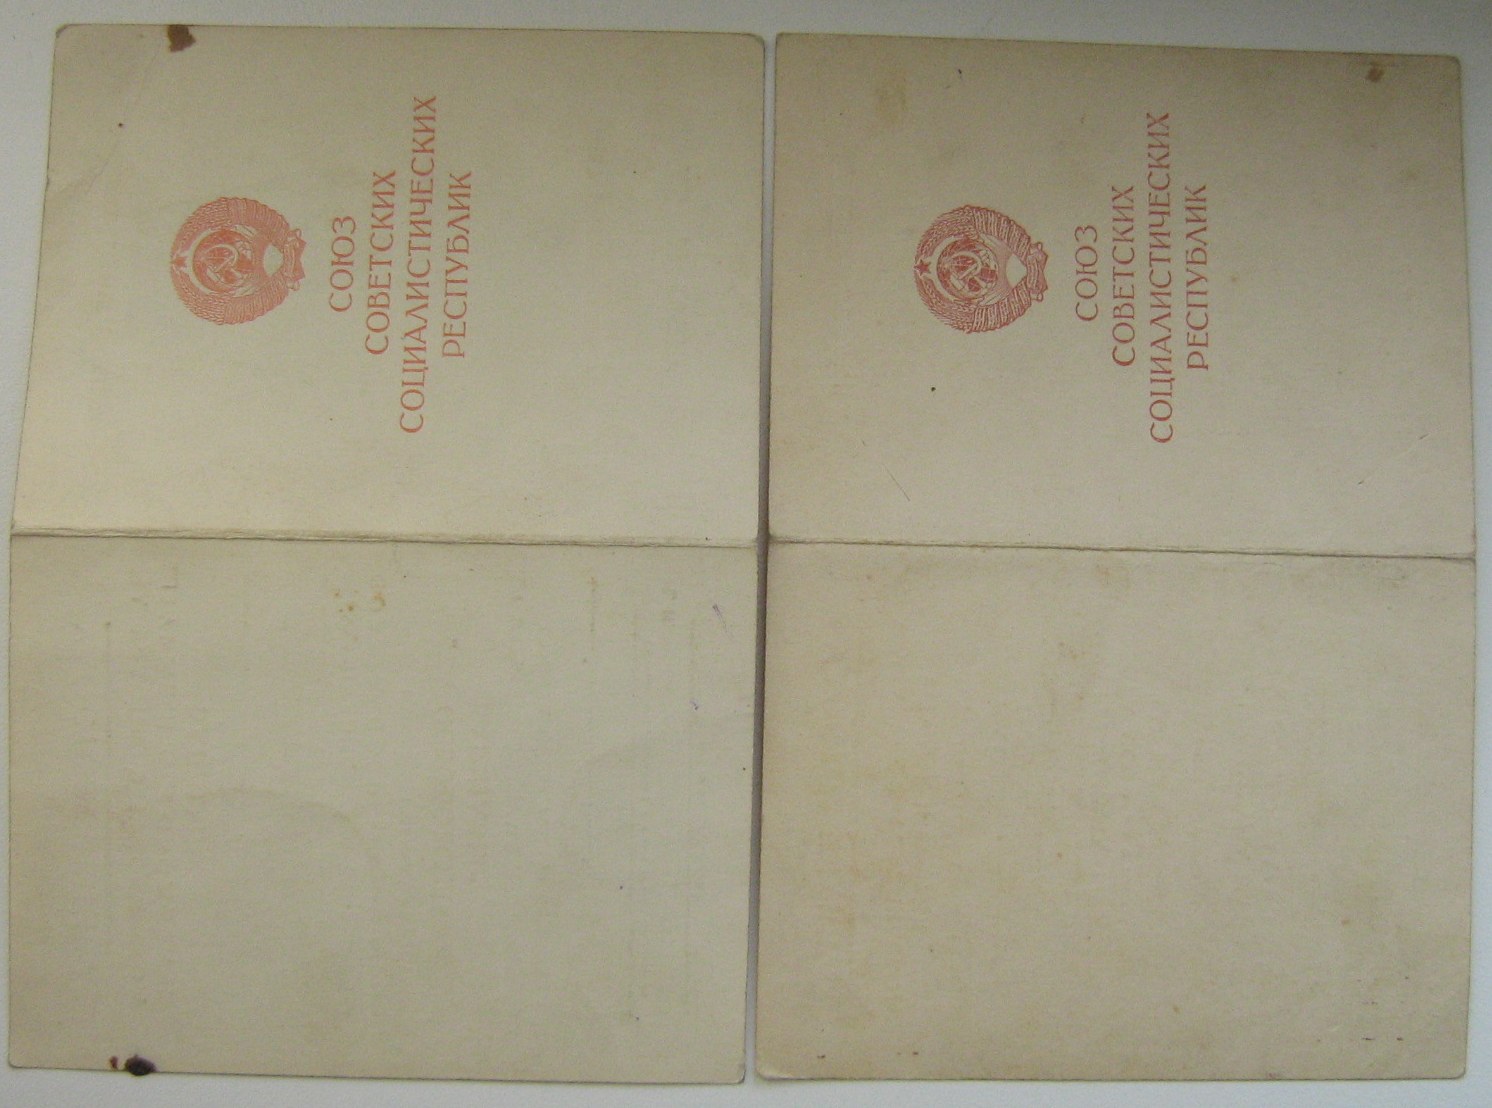 СОЮЗ
СОВЕТСКИХ
СОЦИАЛИСТИЧЕСКИХ
РЕСПУБЛИК
СОЮЗ
СОВЕТСКИХ
СОЦИАЛИСТИЧЕСКИХ
РЕСПУБЛИК